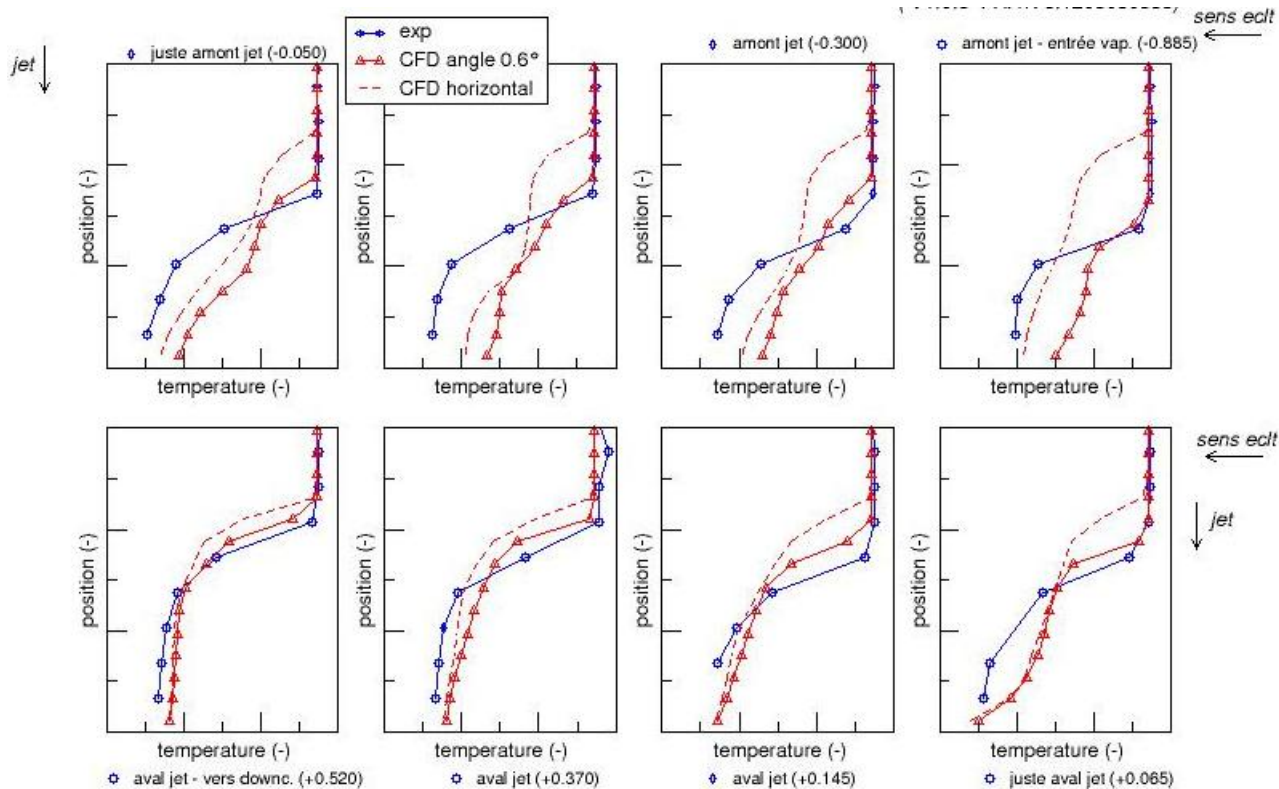 sens eclt
jet
juste amont jet (-0.050)
exp
CFD angle 0.6°
CFD horizontal
amont jet (-0.300)
amont jet - entrée vap. (-0.885)
position (-)
position (-)
position (-)
temperature (-)
temperature (-)
temperature (-)
temperature (-)
sens eclt
jet
position (-)
position (-)
position (-)
position (-)
temperature (-)
temperature (-)
temperature (-)
temperature (-)
aval jet - vers downc. (+0.520)
aval jet (+0.370)
aval jet (+0.145)
juste aval jet (+0.065)